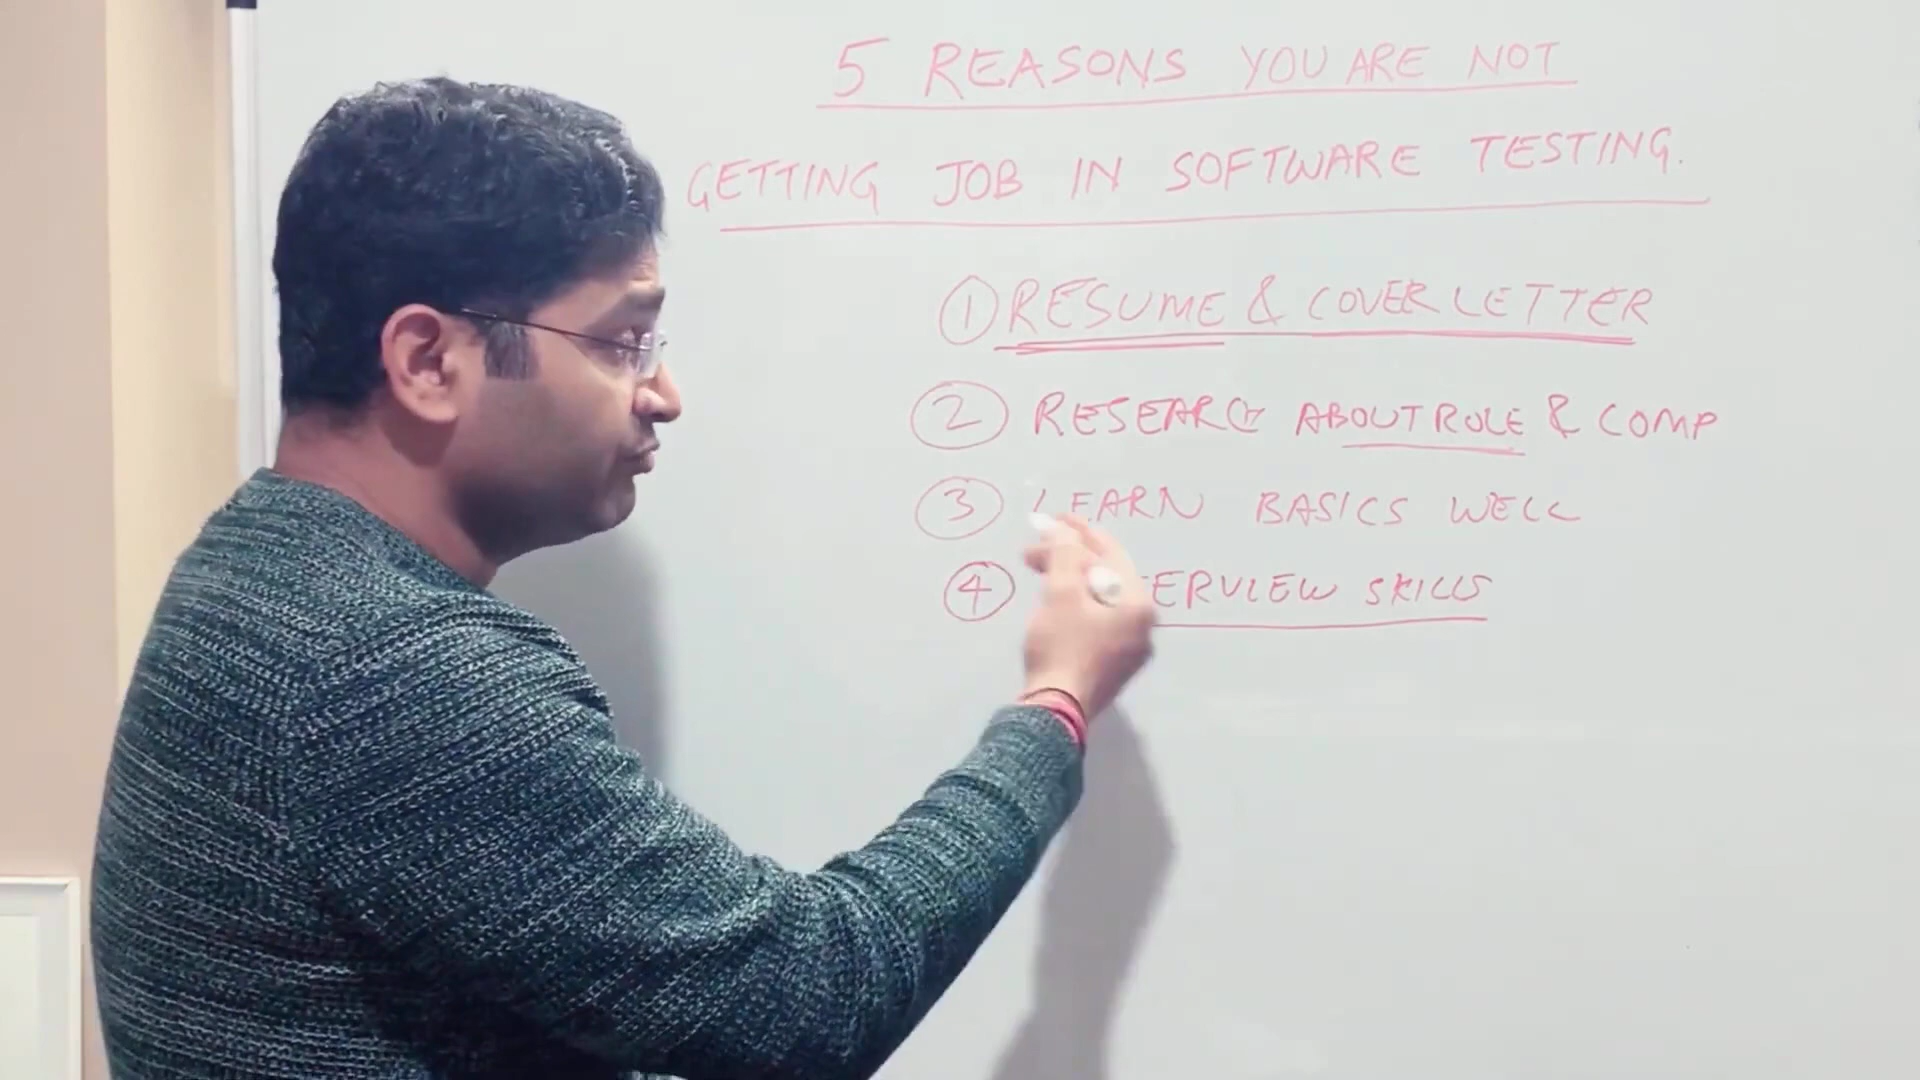 5 REASONS YOU ARE NOT
GETTING JOB IN SOFTWARE TESTING.
1 RESUME & COVER LETTER
2 RESEARCH ABOUT ROLE & COMP
3 LEARN BASICS WELL
4 ERVIEW SKILLS